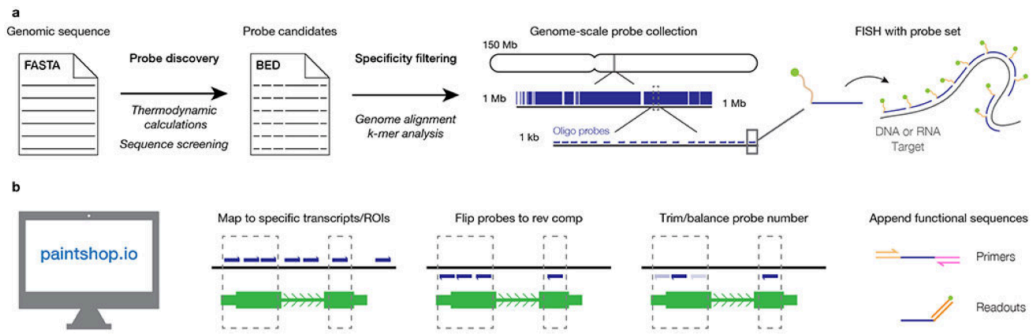 a
Genomic sequence
FASTA
Probe discovery
Thermodynamic
calculations
Sequence screening
Probe candidates
BED
Specificity filtering
Genome alignment
k-mer analysis
Genome-scale probe collection
150 Mb
1 Mb
1 Mb
1 kb
Oligo probes
FISH with probe set
DNA or RNA
Target
b
paintshop.io
Map to specific transcripts/ROIs
Flip probes to rev comp
Trim/balance probe number
Append functional sequences
Primers
Readouts